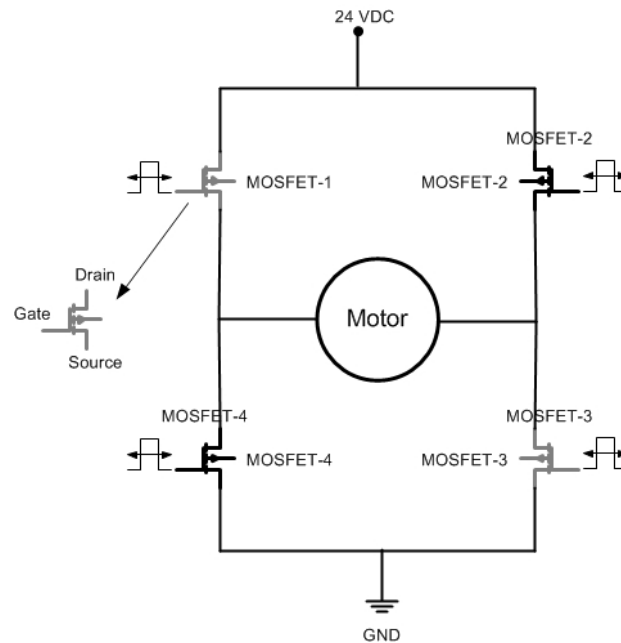 24 VDC
MOSFET-2
MOSFET-1
MOSFET-2
Drain
Gate
Source
Motor
MOSFET-4
MOSFET-3
MOSFET-4
MOSFET-3
GND